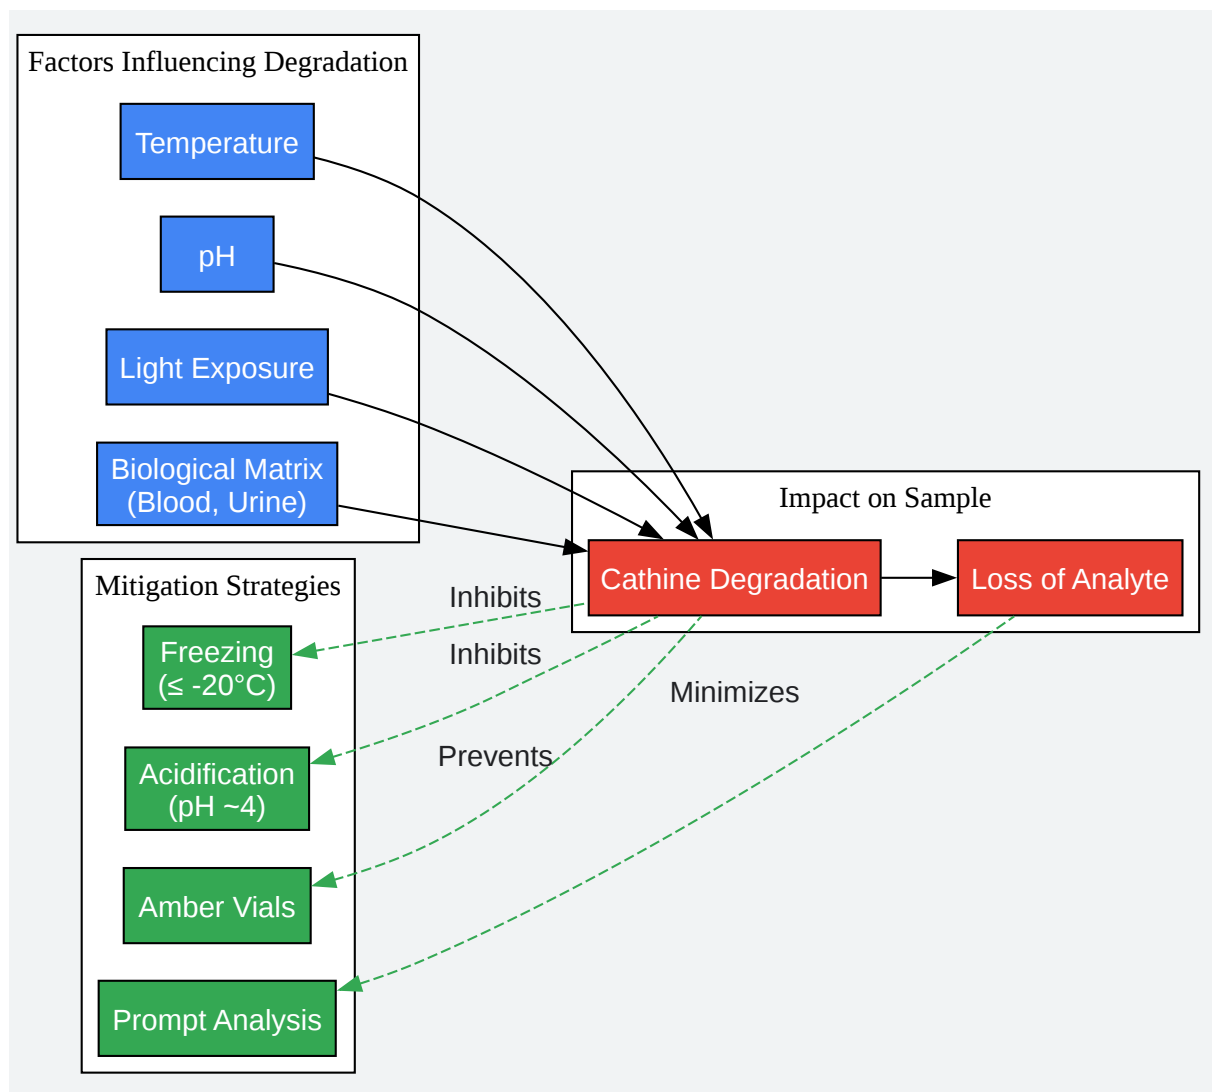 Factors Influencing Degradation
Temperature
pH
Light Exposure
Biological Matrix
(Blood, Urine)
Impact on Sample
Cathine Degradation
Loss of Analyte
Mitigation Strategies
Inhibits
Freezing
(≤ -20°C)
Inhibits
Minimizes
Acidification
(pH ~4)
Prevents
Amber Vials
Prompt Analysis